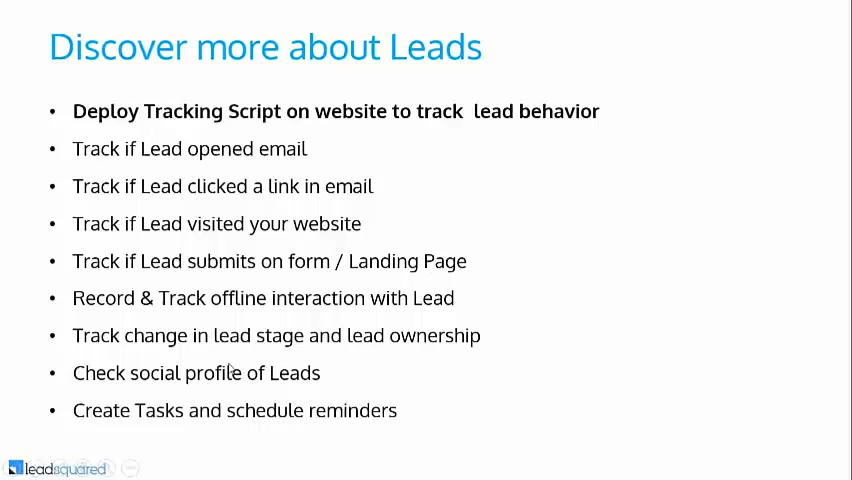 Discover more about Leads
• Deploy Tracking Script on website to track lead behavior
• Track if Lead opened email
• Track if Lead clicked a link in email
• Track if Lead visited your website
• Track if Lead submits on form / Landing Page
• Record & Track offline interaction with Lead
• Track change in lead stage and lead ownership
• Check social profile of Leads
• Create Tasks and schedule reminders
leadsquared